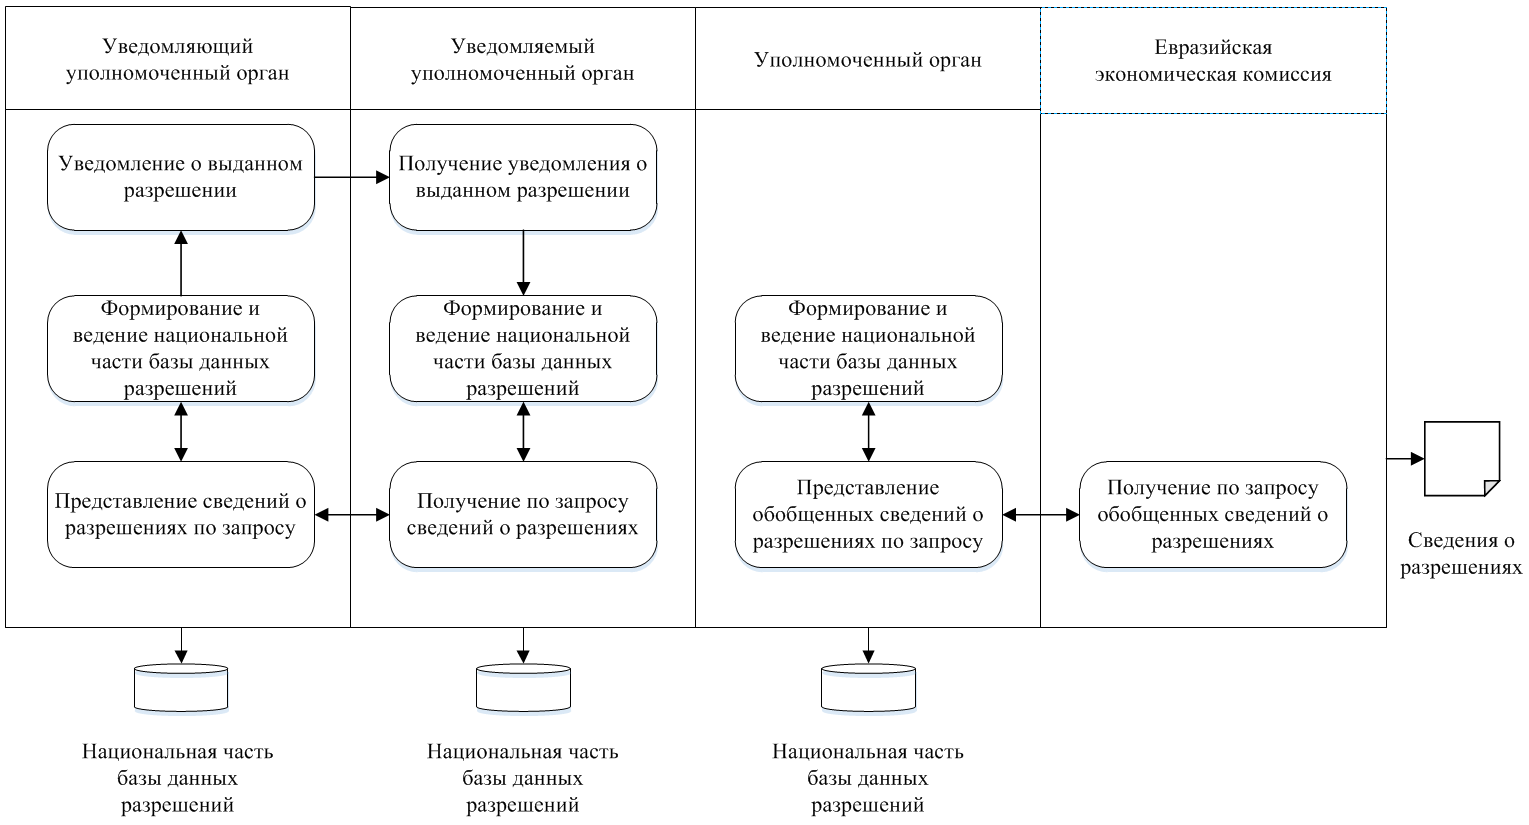 Уведомляющий
уполномоченный орган
Уведомляемый
уполномоченный орган
Уполномоченный орган
Евразийская
экономическая комиссия
Уведомление о выданном
разрешении
Получение уведомления о
выданном разрешении
Формирование и
ведение национальной
части базы данных
разрешений
Формирование и
ведение национальной
части базы данных
разрешений
Формирование и
ведение национальной
части базы данных
разрешений
Представление сведений о
разрешениях по запросу
Получение по запросу
сведений о разрешениях
Представление
обобщенных сведений о
разрешениях по запросу
Получение по запросу
обобщенных сведений о
разрешениях
Сведения о
разрешениях
Национальная часть
базы данных
разрешений
Национальная часть
базы данных
разрешений
Национальная часть
базы данных
разрешений